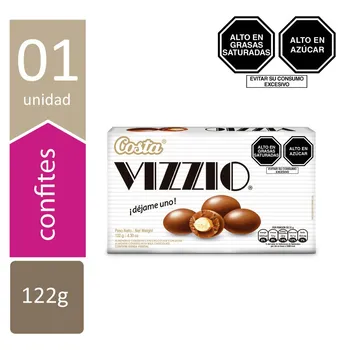 01
unidad
confites
122g
ALTO EN
GRASAS
SATURADAS
ALTO EN
AZÚCAR
EVITAR SU CONSUMO
EXCESIVO
Costa
VIZZIO®
¡déjame uno!
ALTO EN
GRASAS
SATURADAS
ALTO EN
AZÚCAR